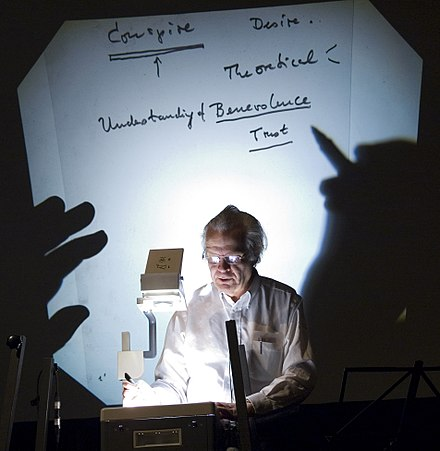 Conspire Desire..
Theoretical
Understanding of Benevolence
Trust